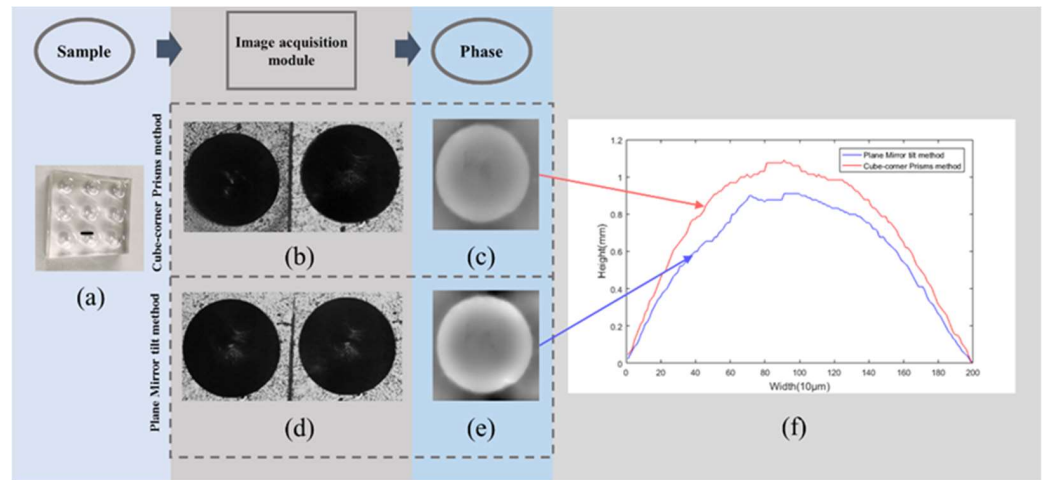 Sample
Image acquisition
module
Phase
Cube-corner Prisms method
(a)
(b)
(c)
Plane Mirror tilt method
(d)
(e)
1.2
1
0.8
0.6
0.4
0.2
0
Height(mm)
Plane Mirror tilt method
Cube-corner Prisms method
0 20 40 60 80 100 120 140 160 180 200
Width(10μm)
(f)